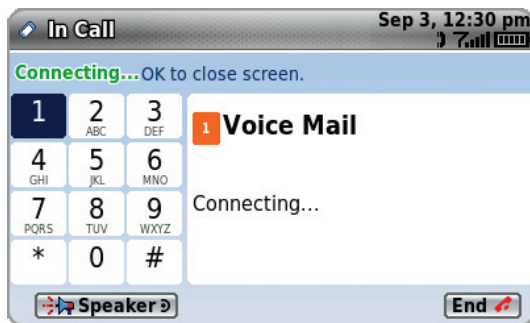 In Call
Sep 3, 12:30 pm
Connecting...OK to close screen.
1 2 3
ABC DEF
4 5 6
GHI JKL MNO
7 8 9
PQRS TUV WXYZ
* 0 #
1 Voice Mail
Connecting...
Speaker
End